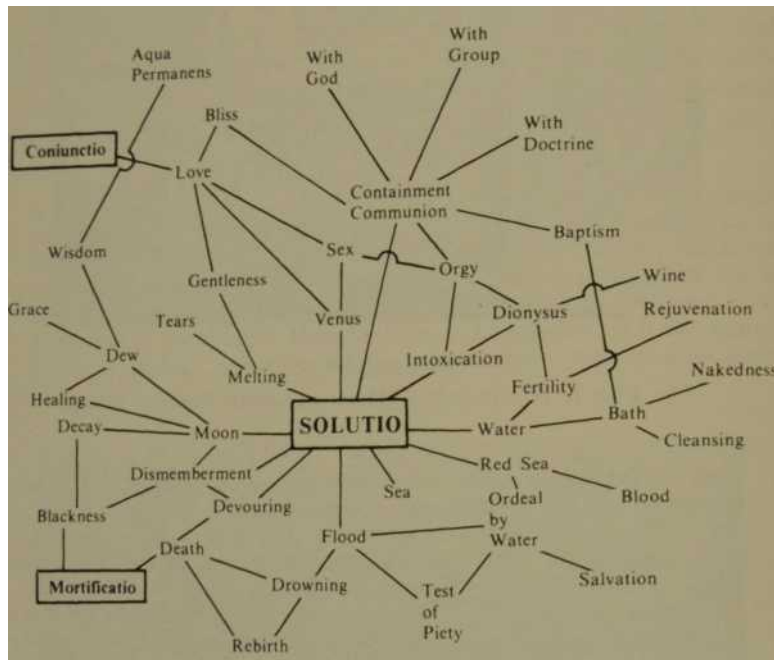 Aqua
Permanens
With
God
With
Group
Bliss
With
Doctrine
Coniunctio
Love
Containment
Communion
Baptism
Wisdom
Sex
Orgy
Wine
Gentleness
Dionysus
Rejuvenation
Grace
Tears
Venus
Dew
Intoxication
Melting
Fertility
Nakedness
Healing
Decay
Moon
SOLUTIO
Water
Bath
Cleansing
Dismemberment
Red Sea
Sea
Ordeal
by
Water
Blood
Devouring
Blackness
Flood
Death
Mortificatio
Drowning
Test
of
Piety
Salvation
Rebirth